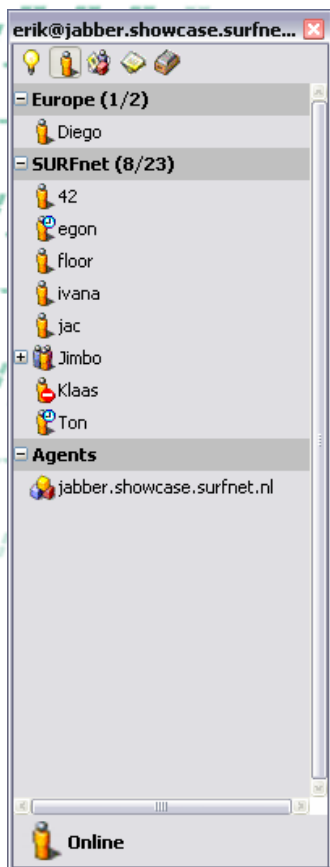 erik@jabber.showcase.surfne...
Europe (1/2)
Diego
SURFnet (8/23)
42
egon
floor
ivana
jac
Jimbo
Klaas
Ton
Agents
jabber.showcase.surfnet.nl
Online